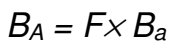 B_A = F× B_a